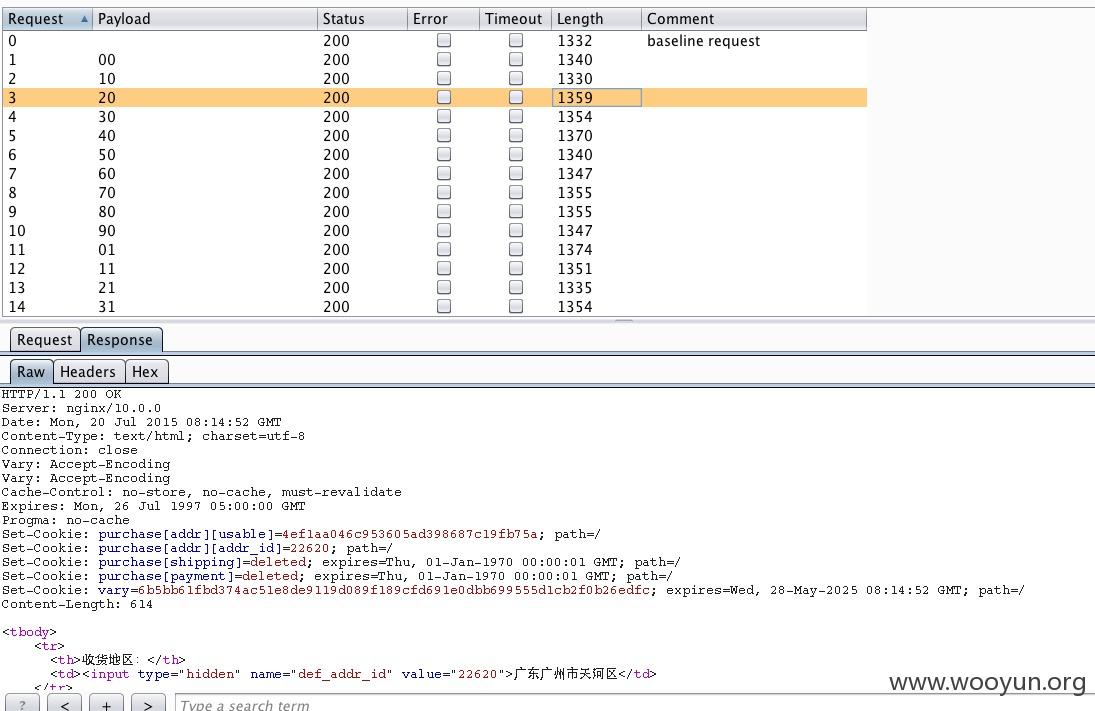 Request Payload Status Error Timeout Length Comment
0 200 1332 baseline request
1 00 200 1340
2 10 200 1330
3 20 200 1359
4 30 200 1354
5 40 200 1370
6 50 200 1340
7 60 200 1347
8 70 200 1355
9 80 200 1355
10 90 200 1347
11 01 200 1374
12 11 200 1351
13 21 200 1335
14 31 200 1354
Request Response
Raw Headers Hex
HTTP/1.1 200 OK
Server: nginx/10.0.0
Date: Mon, 20 Jul 2015 08:14:52 GMT
Content-Type: text/html; charset=utf-8
Connection: close
Vary: Accept-Encoding
Vary: Accept-Encoding
Cache-Control: no-store, no-cache, must-revalidate
Expires: Mon, 26 Jul 1997 05:00:00 GMT
Progma: no-cache
Set-Cookie: purchase[addr][usable]=4ef1aa046c953605ad398687c19fb75a; path=/
Set-Cookie: purchase[addr][addr_id]=22620; path=/
Set-Cookie: purchase[shipping]=deleted; expires=Thu, 01-Jan-1970 00:00:01 GMT; path=/
Set-Cookie: purchase[payment]=deleted; expires=Thu, 01-Jan-1970 00:00:01 GMT; path=/
Set-Cookie: vary=6b5bb61fbd374ac51e8de9119d089f189cfd691e0dbb699555d1cb2f0b26edfc; expires=Wed, 28-May-2025 08:14:52 GMT; path=/
Content-Length: 614
<tbody>
<tr>
<th>收货地区：</th>
<td><input type="hidden" name="def_addr_id" value="22620">广东广州市天河区</td>
</tr>
www.wooyun.org
? < + > Type a search term